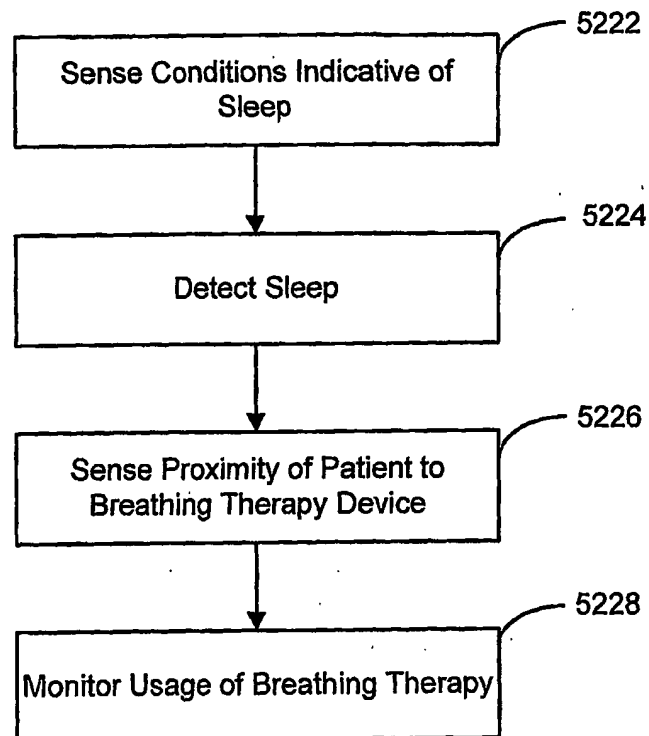 5222
Sense Conditions Indicative of
Sleep
5224
Detect Sleep
5226
Sense Proximity of Patient to
Breathing Therapy Device
5228
Monitor Usage of Breathing Therapy